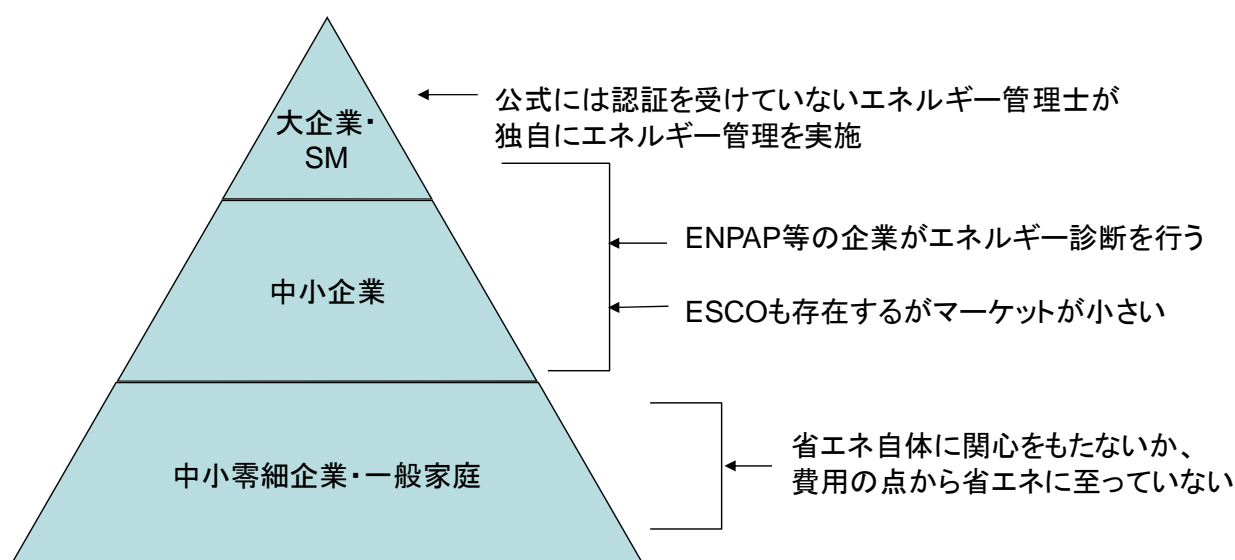 大企業・
SM
公式には認証を受けていないエネルギー管理士が
独自にエネルギー管理を実施
ENPAP等の企業がエネルギー診断を行う
中小企業
ESCOも存在するがマーケットが小さい
省エネ自体に関心をもたないか、
費用の点から省エネに至っていない
中小零細企業・一般家庭